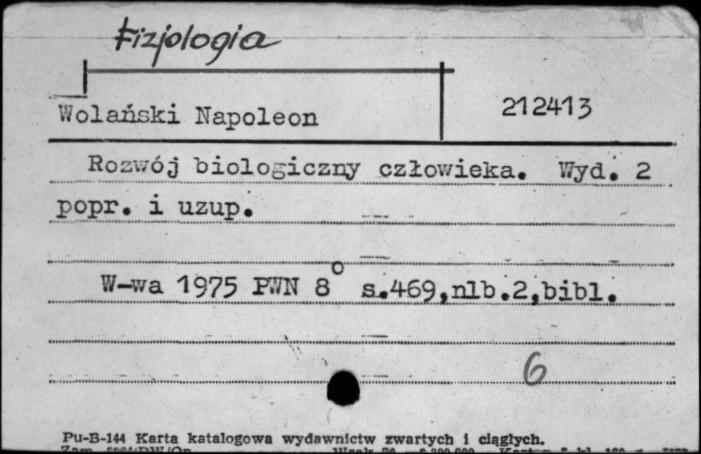 Fizjologia
Wolański Napoleon 212413
Rozwój biologiczny człowieka. Wyd. 2
popr. i uzup.
W-wa 1975 PWN 8° s.469,nlb.2,bibl.
6
Pu-B-144 Karta katalogowa wydawnictw zwartych i ciągłych.
Zam.